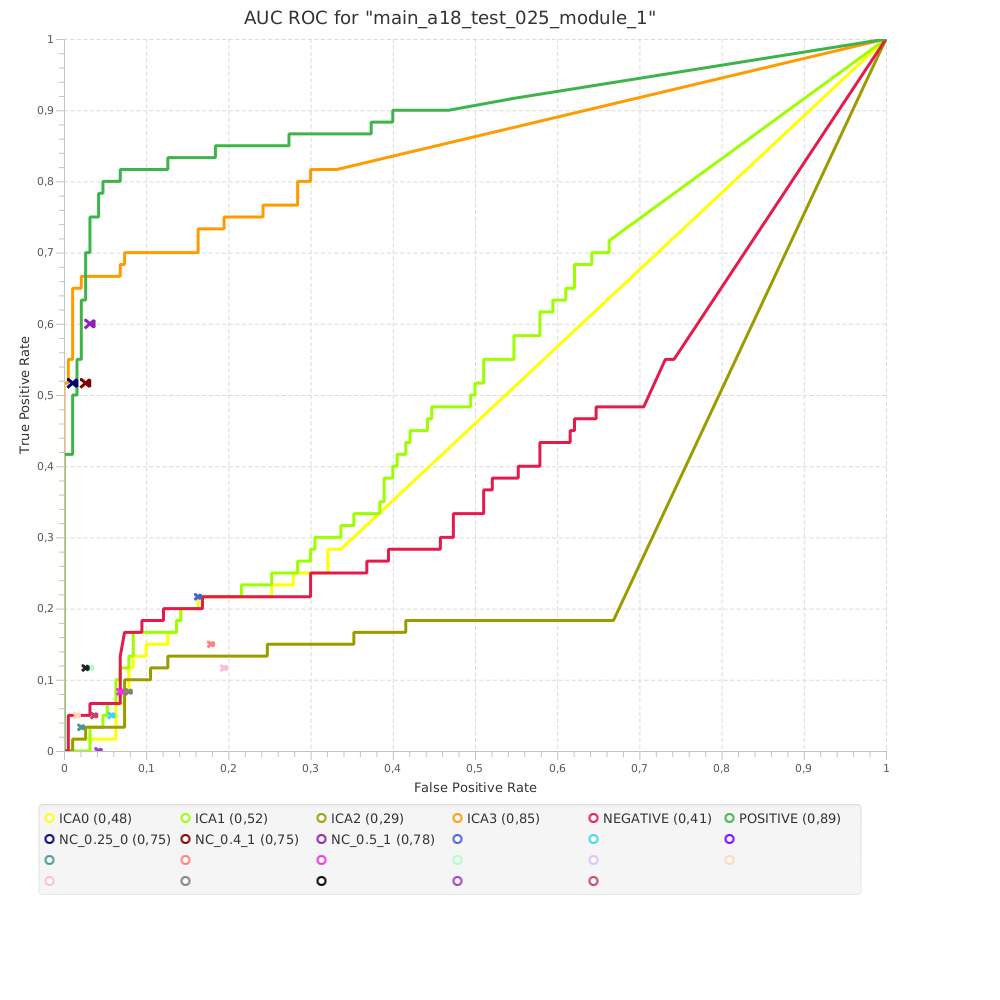 AUC ROC for "main_a18_test_025_module_1"
1
0,9
0,8
0,7
0,6
0,5
0,4
0,3
0,2
0,1
0
True Positive Rate
0 0,1 0,2 0,3 0,4 0,5 0,6 0,7 0,8 0,9 1
False Positive Rate
ICA0 (0,48) ICA1 (0,52) ICA2 (0,29) ICA3 (0,85) NEGATIVE (0,41) POSITIVE (0,89)
NC_0.25_0 (0,75) NC_0.4_1 (0,75) NC_0.5_1 (0,78)